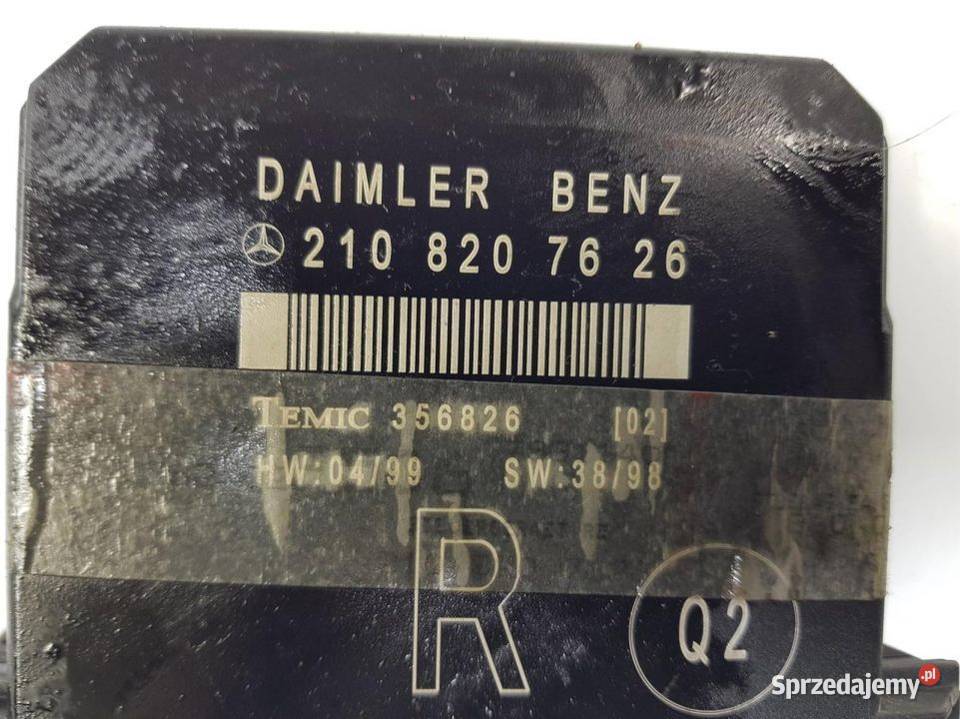 DAIMLER BENZ
210 820 76 26
TEMIC 356826 [02]
HW:04/99 SW:38/98
R
Q2
Sprzedajemy.pl